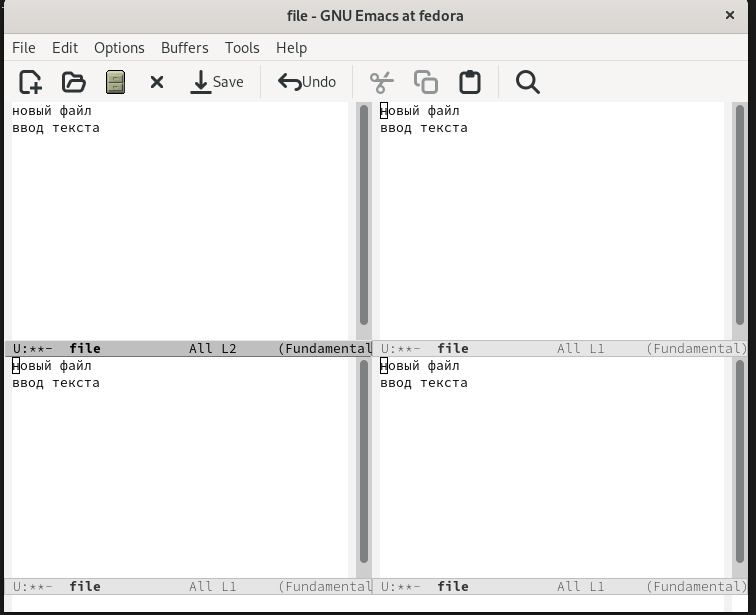 file - GNU Emacs at fedora
File Edit Options Buffers Tools Help
Save Undo
новый файл
ввод текста
U:**- file All L2 (Fundamental
новый файл
ввод текста
U:**- file All L1 (Fundamental)
новый файл
ввод текста
U:**- file All L1 (Fundamental
новый файл
ввод текста
U:**- file All L1 (Fundamental)